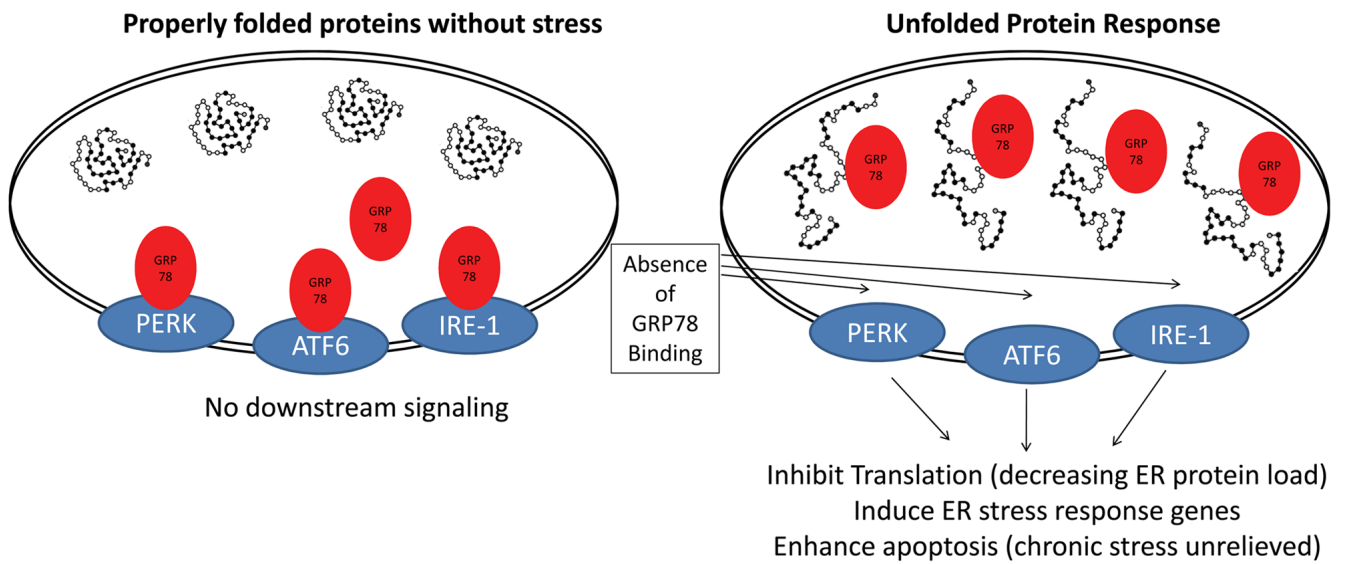 Properly folded proteins without stress
GRP
78
GRP
78
GRP
78
GRP
78
PERK
ATF6
IRE-1
No downstream signaling
Absence
of
GRP78
Binding
Unfolded Protein Response
GRP
78
GRP
78
GRP
78
GRP
78
PERK
ATF6
IRE-1
Inhibit Translation (decreasing ER protein load)
Induce ER stress response genes
Enhance apoptosis (chronic stress unrelieved)